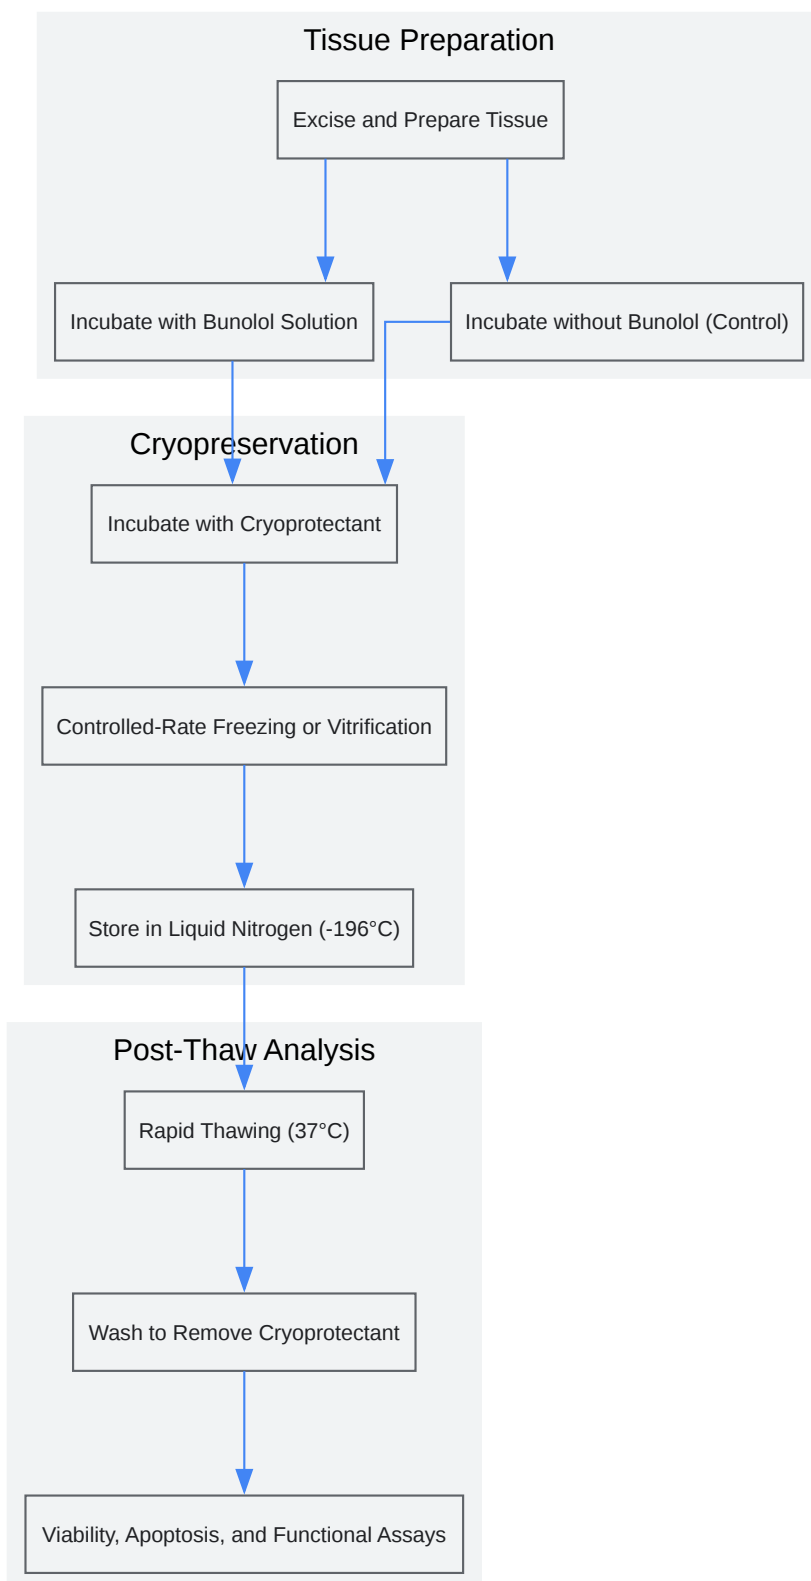 Tissue Preparation
Excise and Prepare Tissue
Incubate with Bunolol Solution
Incubate without Bunolol (Control)
Cryopreservation
Incubate with Cryoprotectant
Controlled-Rate Freezing or Vitrification
Store in Liquid Nitrogen (-196°C)
Post-Thaw Analysis
Rapid Thawing (37°C)
Wash to Remove Cryoprotectant
Viability, Apoptosis, and Functional Assays